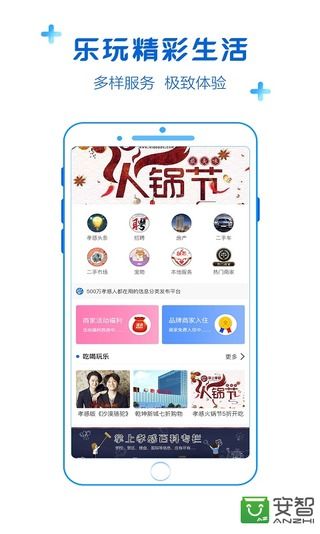 乐玩精彩生活
多样服务 极致体验
火锅节
孝感头条
招聘
房产
二手车
二手市场
宠物
本地服务
热门商家
500万孝感人都在用的信息分类发布平台
商家活动福利
品牌商家入住
吃喝玩乐
更多
孝感版《沙漠骆驼》
乾坤新城七折购物
孝感火锅节5折开吃
火锅节
掌上孝感百科专栏
安智
ANZHI